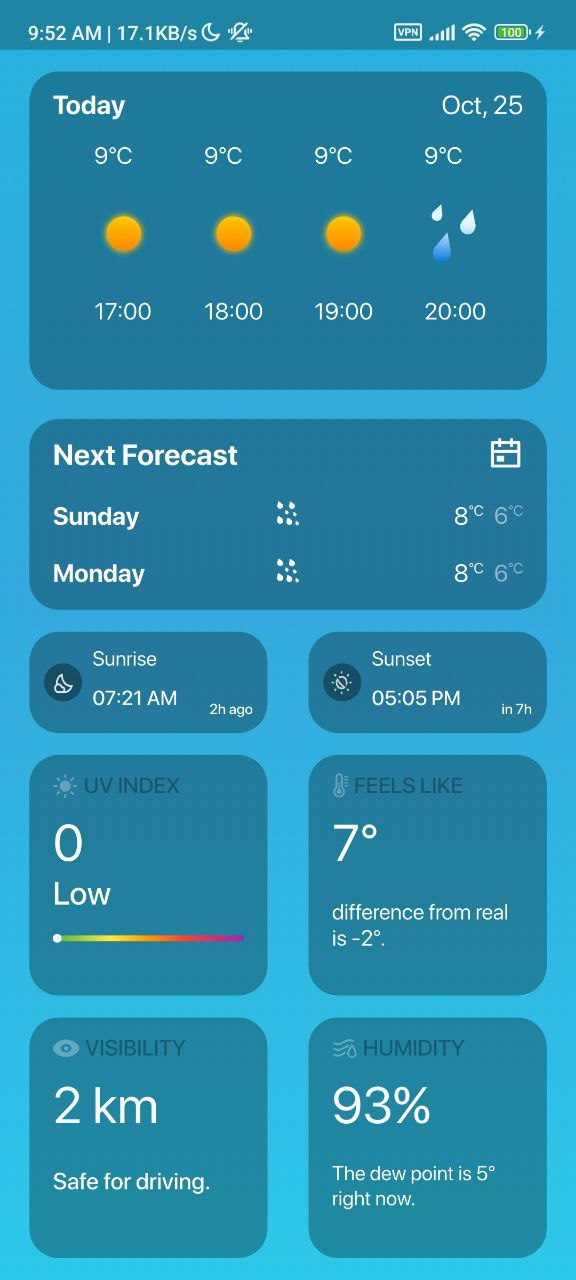 9:52 AM | 17.1KB/s VPN 100
Today Oct, 25
9°C 9°C 9°C 9°C
17:00 18:00 19:00 20:00
Next Forecast
Sunday 8°C 6°C
Monday 8°C 6°C
Sunrise
07:21 AM
2h ago
Sunset
05:05 PM
in 7h
UV INDEX
0
Low
FEELS LIKE
7°
difference from real
is -2°.
VISIBILITY
2 km
Safe for driving.
HUMIDITY
93%
The dew point is 5°
right now.